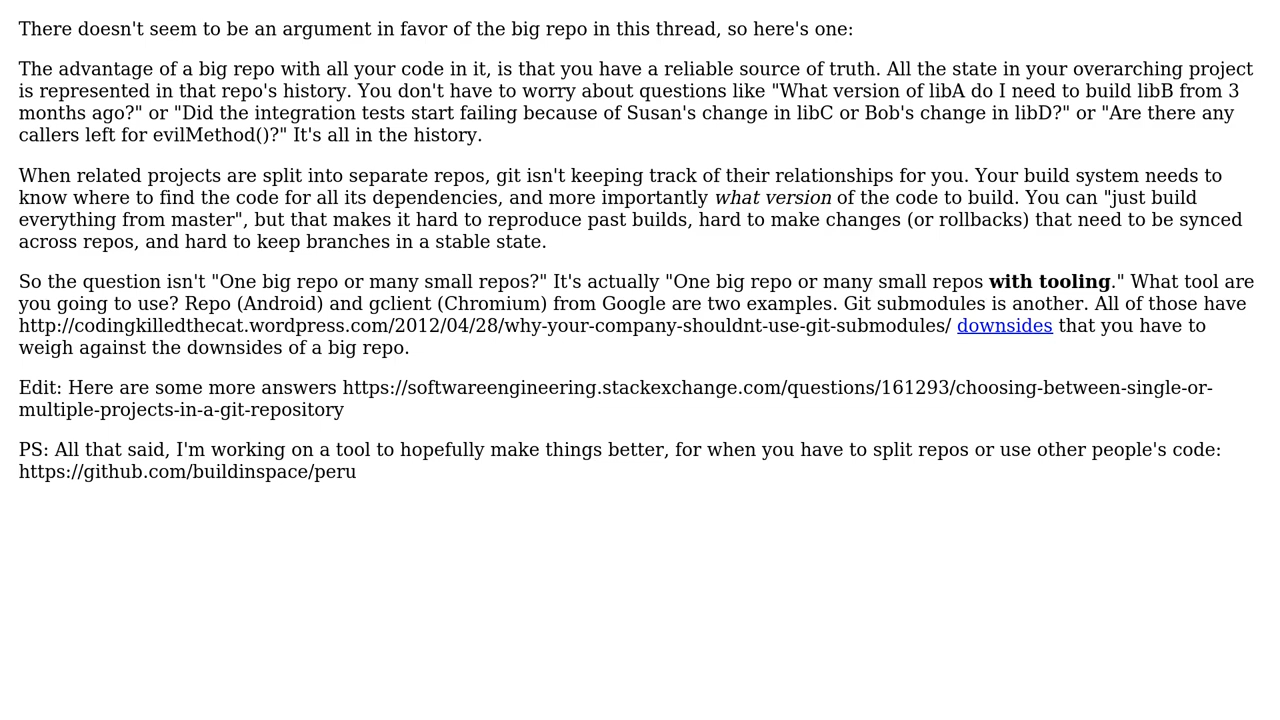 There doesn't seem to be an argument in favor of the big repo in this thread, so here's one:
The advantage of a big repo with all your code in it, is that you have a reliable source of truth. All the state in your overarching project
is represented in that repo's history. You don't have to worry about questions like "What version of libA do I need to build libB from 3
months ago?" or "Did the integration tests start failing because of Susan's change in libC or Bob's change in libD?" or "Are there any
callers left for evilMethod()?" It's all in the history.
When related projects are split into separate repos, git isn't keeping track of their relationships for you. Your build system needs to
know where to find the code for all its dependencies, and more importantly what version of the code to build. You can "just build
everything from master", but that makes it hard to reproduce past builds, hard to make changes (or rollbacks) that need to be synced
across repos, and hard to keep branches in a stable state.
So the question isn't "One big repo or many small repos?" It's actually "One big repo or many small repos with tooling." What tool are
you going to use? Repo (Android) and gclient (Chromium) from Google are two examples. Git submodules is another. All of those have
http://codingkilledthecat.wordpress.com/2012/04/28/why-your-company-shouldnt-use-git-submodules/ downsides that you have to
weigh against the downsides of a big repo.
Edit: Here are some more answers https://softwareengineering.stackexchange.com/questions/161293/choosing-between-single-or-
multiple-projects-in-a-git-repository
PS: All that said, I'm working on a tool to hopefully make things better, for when you have to split repos or use other people's code:
https://github.com/buildinspace/peru